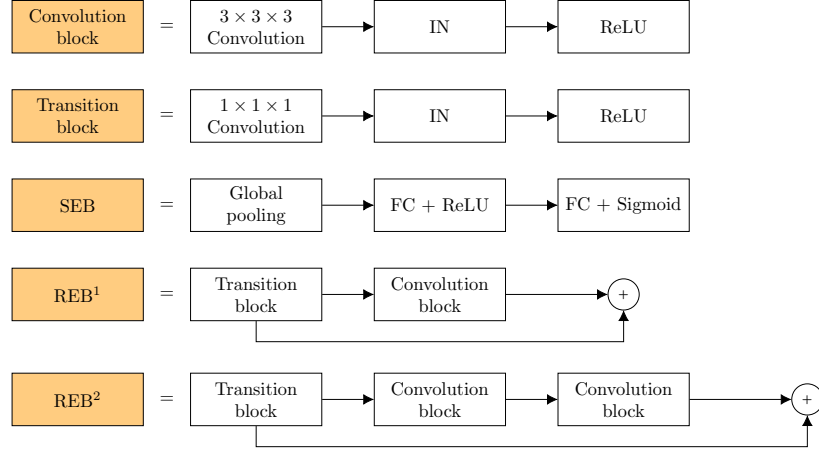 Convolution
block
=
3 × 3 × 3
Convolution
IN
ReLU
Transition
block
=
1 × 1 × 1
Convolution
IN
ReLU
SEB
=
Global
pooling
FC + ReLU
FC + Sigmoid
REB¹
=
Transition
block
Convolution
block
+
REB²
=
Transition
block
Convolution
block
Convolution
block
+